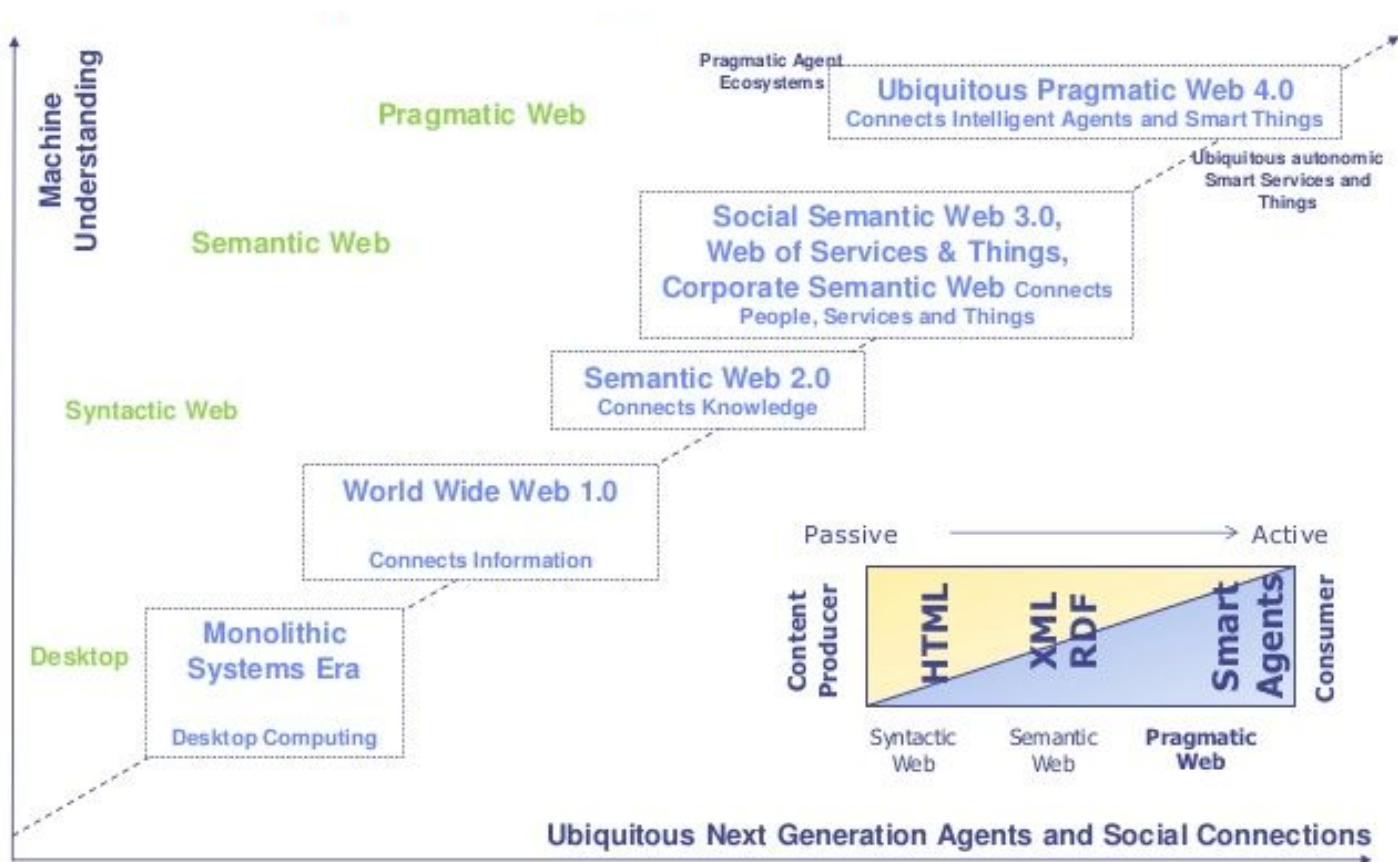 Machine
Understanding
Pragmatic Agent
Ecosystems
Ubiquitous Pragmatic Web 4.0
Connects Intelligent Agents and Smart Things
Pragmatic Web
Ubiquitous autonomic
Smart Services and
Things
Social Semantic Web 3.0,
Web of Services & Things,
Corporate Semantic Web Connects
People, Services and Things
Semantic Web
Semantic Web 2.0
Connects Knowledge
Syntactic Web
World Wide Web 1.0
Connects Information
Monolithic
Systems Era
Desktop Computing
Desktop
Passive
Active
Content
Producer
HTML
XML
RDF
Smart
Agents
Consumer
Syntactic
Web
Semantic
Web
Pragmatic
Web
Ubiquitous Next Generation Agents and Social Connections